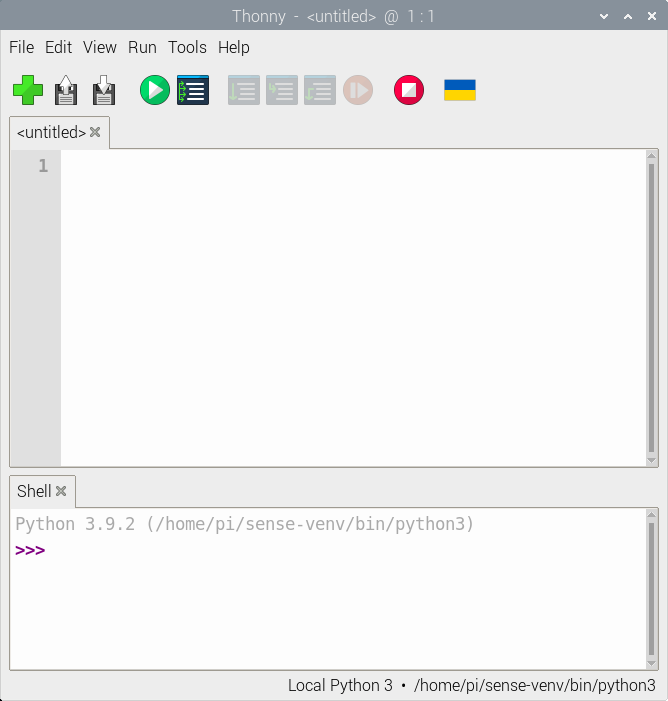 Thonny - <untitled> @ 1 : 1
File Edit View Run Tools Help
<untitled>
1
Shell
Python 3.9.2 (/home/pi/sense-venv/bin/python3)
>>>
Local Python 3 • /home/pi/sense-venv/bin/python3